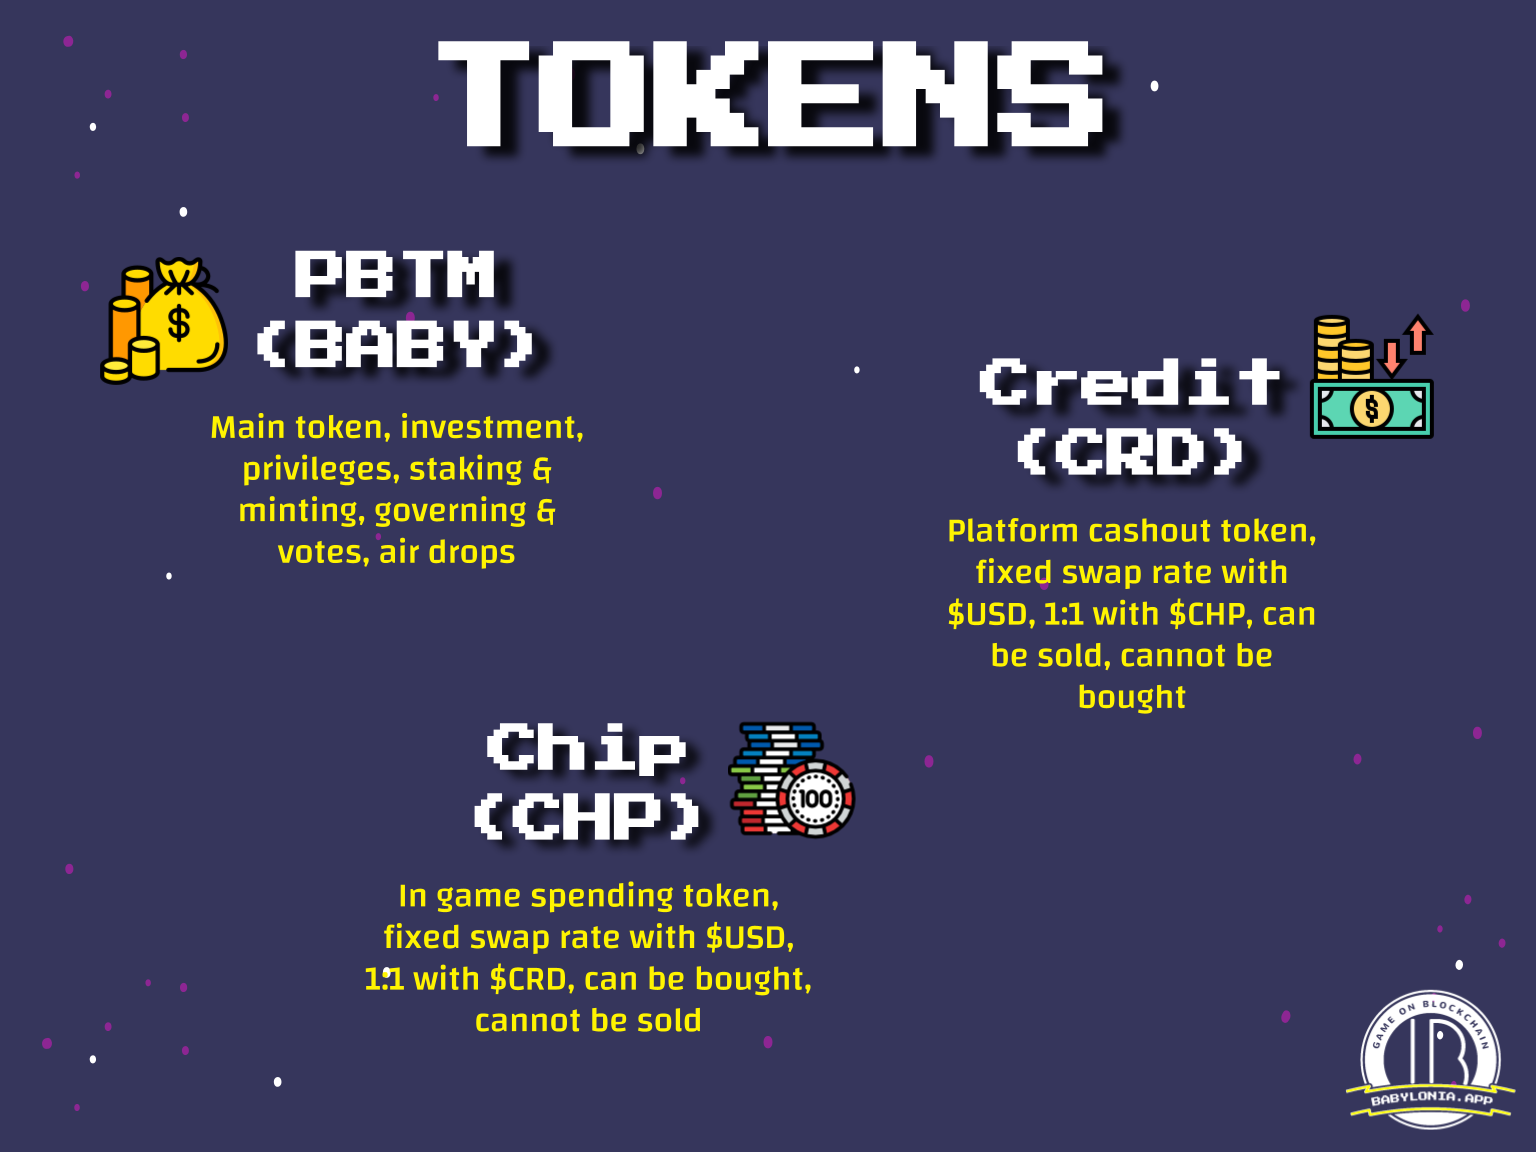 TOKENS
PBTM
(BABY)
Main token, investment,
privileges, staking &
minting, governing &
votes, air drops
$
Credit
(CRD)
Platform cashout token,
fixed swap rate with
$USD, 1:1 with $CHP, can
be sold, cannot be
bought
$
Chip
(CHP)
In game spending token,
fixed swap rate with $USD,
1:1 with $CRD, can be bought,
cannot be sold
100
GAME ON BLOCKCHAIN
B
BABYLONIA.APP